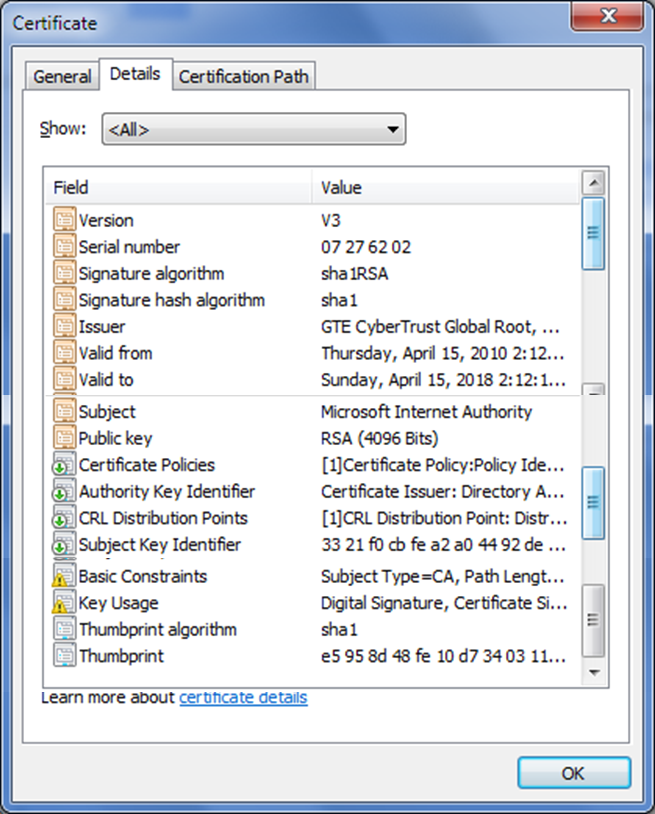 Certificate
General Details Certification Path
Show: <All>
Field Value
Version V3
Serial number 07 27 62 02
Signature algorithm sha1RSA
Signature hash algorithm sha1
Issuer GTE CyberTrust Global Root, ...
Valid from Thursday, April 15, 2010 2:12...
Valid to Sunday, April 15, 2018 2:12:1...
Subject Microsoft Internet Authority
Public key RSA (4096 Bits)
Certificate Policies [1]Certificate Policy:Policy Ide...
Authority Key Identifier Certificate Issuer: Directory A...
CRL Distribution Points [1]CRL Distribution Point: Distr...
Subject Key Identifier 33 21 f0 cb fe a2 a0 44 92 de ...
Basic Constraints Subject Type=CA, Path Lengt...
Key Usage Digital Signature, Certificate Si...
Thumbprint algorithm sha1
Thumbprint e5 95 8d 48 fe 10 d7 34 03 11...
Learn more about certificate details
OK